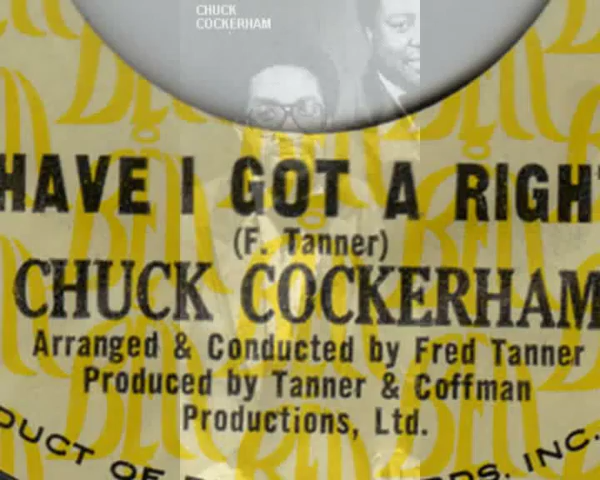 CHUCK
COCKERHAM
HAVE I GOT A RIGH
(F. Tanner)
CHUCK COCKERHAM
Arranged & Conducted by Fred Tanner
Produced by Tanner & Coffman
Productions, Ltd.
DUCT OF
DS, INC.
BELL